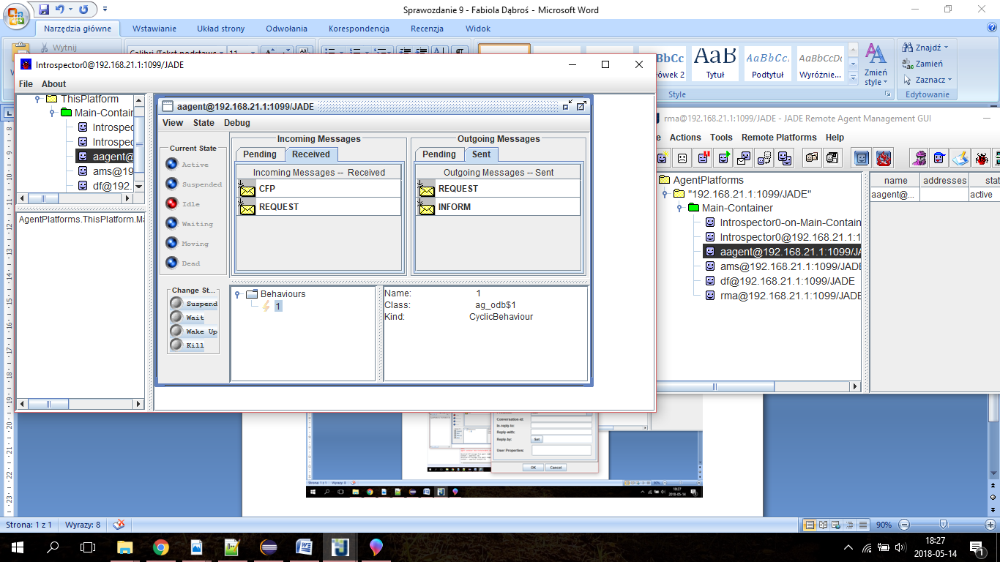 Sprawozdanie 9 - Fabiola Dąbroś - Microsoft Word
Narzędzia główne Wstawianie Układ strony Odwołania Korespondencja Recenzja Widok
Wytnij
11
Tytuł Podtytuł Wyróżnie...
Zmień style
Style
Znajdź
Zamień
Zaznacz
Edytowanie
Introspector0@192.168.21.1:1099/JADE
File About
ThisPlatform
Main-Contain
Introspec
Introspec
aagent@
ams@19
df@192.
AgentPlatforms.ThisPlatform.Ma
aagent@192.168.21.1:1099/JADE
View State Debug
Current State
Active
Suspended
Idle
Waiting
Moving
Dead
Change St...
Suspend
Wait
Wake Up
Kill
Incoming Messages
Pending Received
Incoming Messages -- Received
CFP
REQUEST
Outgoing Messages
Pending Sent
Outgoing Messages -- Sent
REQUEST
INFORM
Behaviours
1
Name: 1
Class: ag_odb$1
Kind: CyclicBehaviour
rma@192.168.21.1:1099/JADE - JADE Remote Agent Management GUI
Actions Tools Remote Platforms Help
AgentPlatforms
"192.168.21.1:1099/JADE"
Main-Container
Introspector0-on-Main-Contain
Introspector0@192.168.21.1:1
aagent@192.168.21.1:1099/JA
ams@192.168.21.1:1099/JADE
df@192.168.21.1:1099/JADE
rma@192.168.21.1:1099/JADE
name addresses stat
aagent@... active
Conversation-id:
In-reply-to:
Reply-with:
Reply-by: Set
User Properties:
OK Cancel
18:27
2018-05-14
Strona: 1 z 1 Wyrazy: 8 90%
18:27
2018-05-14